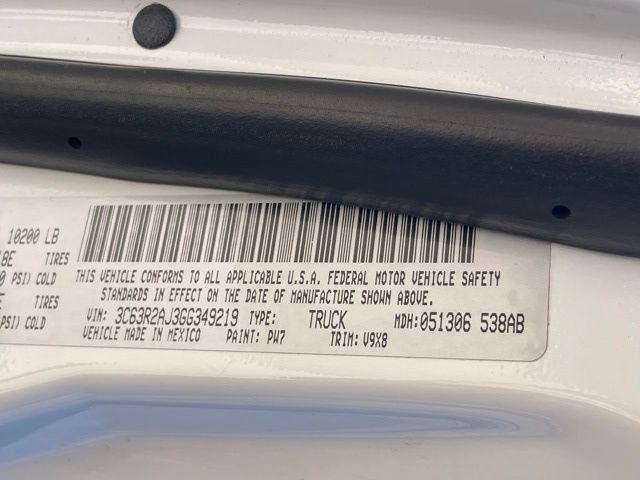 10200 LB
TIRES
PSI) COLD
TIRES
PSI) COLD
THIS VEHICLE CONFORMS TO ALL APPLICABLE U.S.A. FEDERAL MOTOR VEHICLE SAFETY
STANDARDS IN EFFECT ON THE DATE OF MANUFACTURE SHOWN ABOVE.
VIN: 3C63R2AJ3GG349219 TYPE: TRUCK MDH: 051306 538AB
VEHICLE MADE IN MEXICO PAINT: PW7 TRIM: V9X8